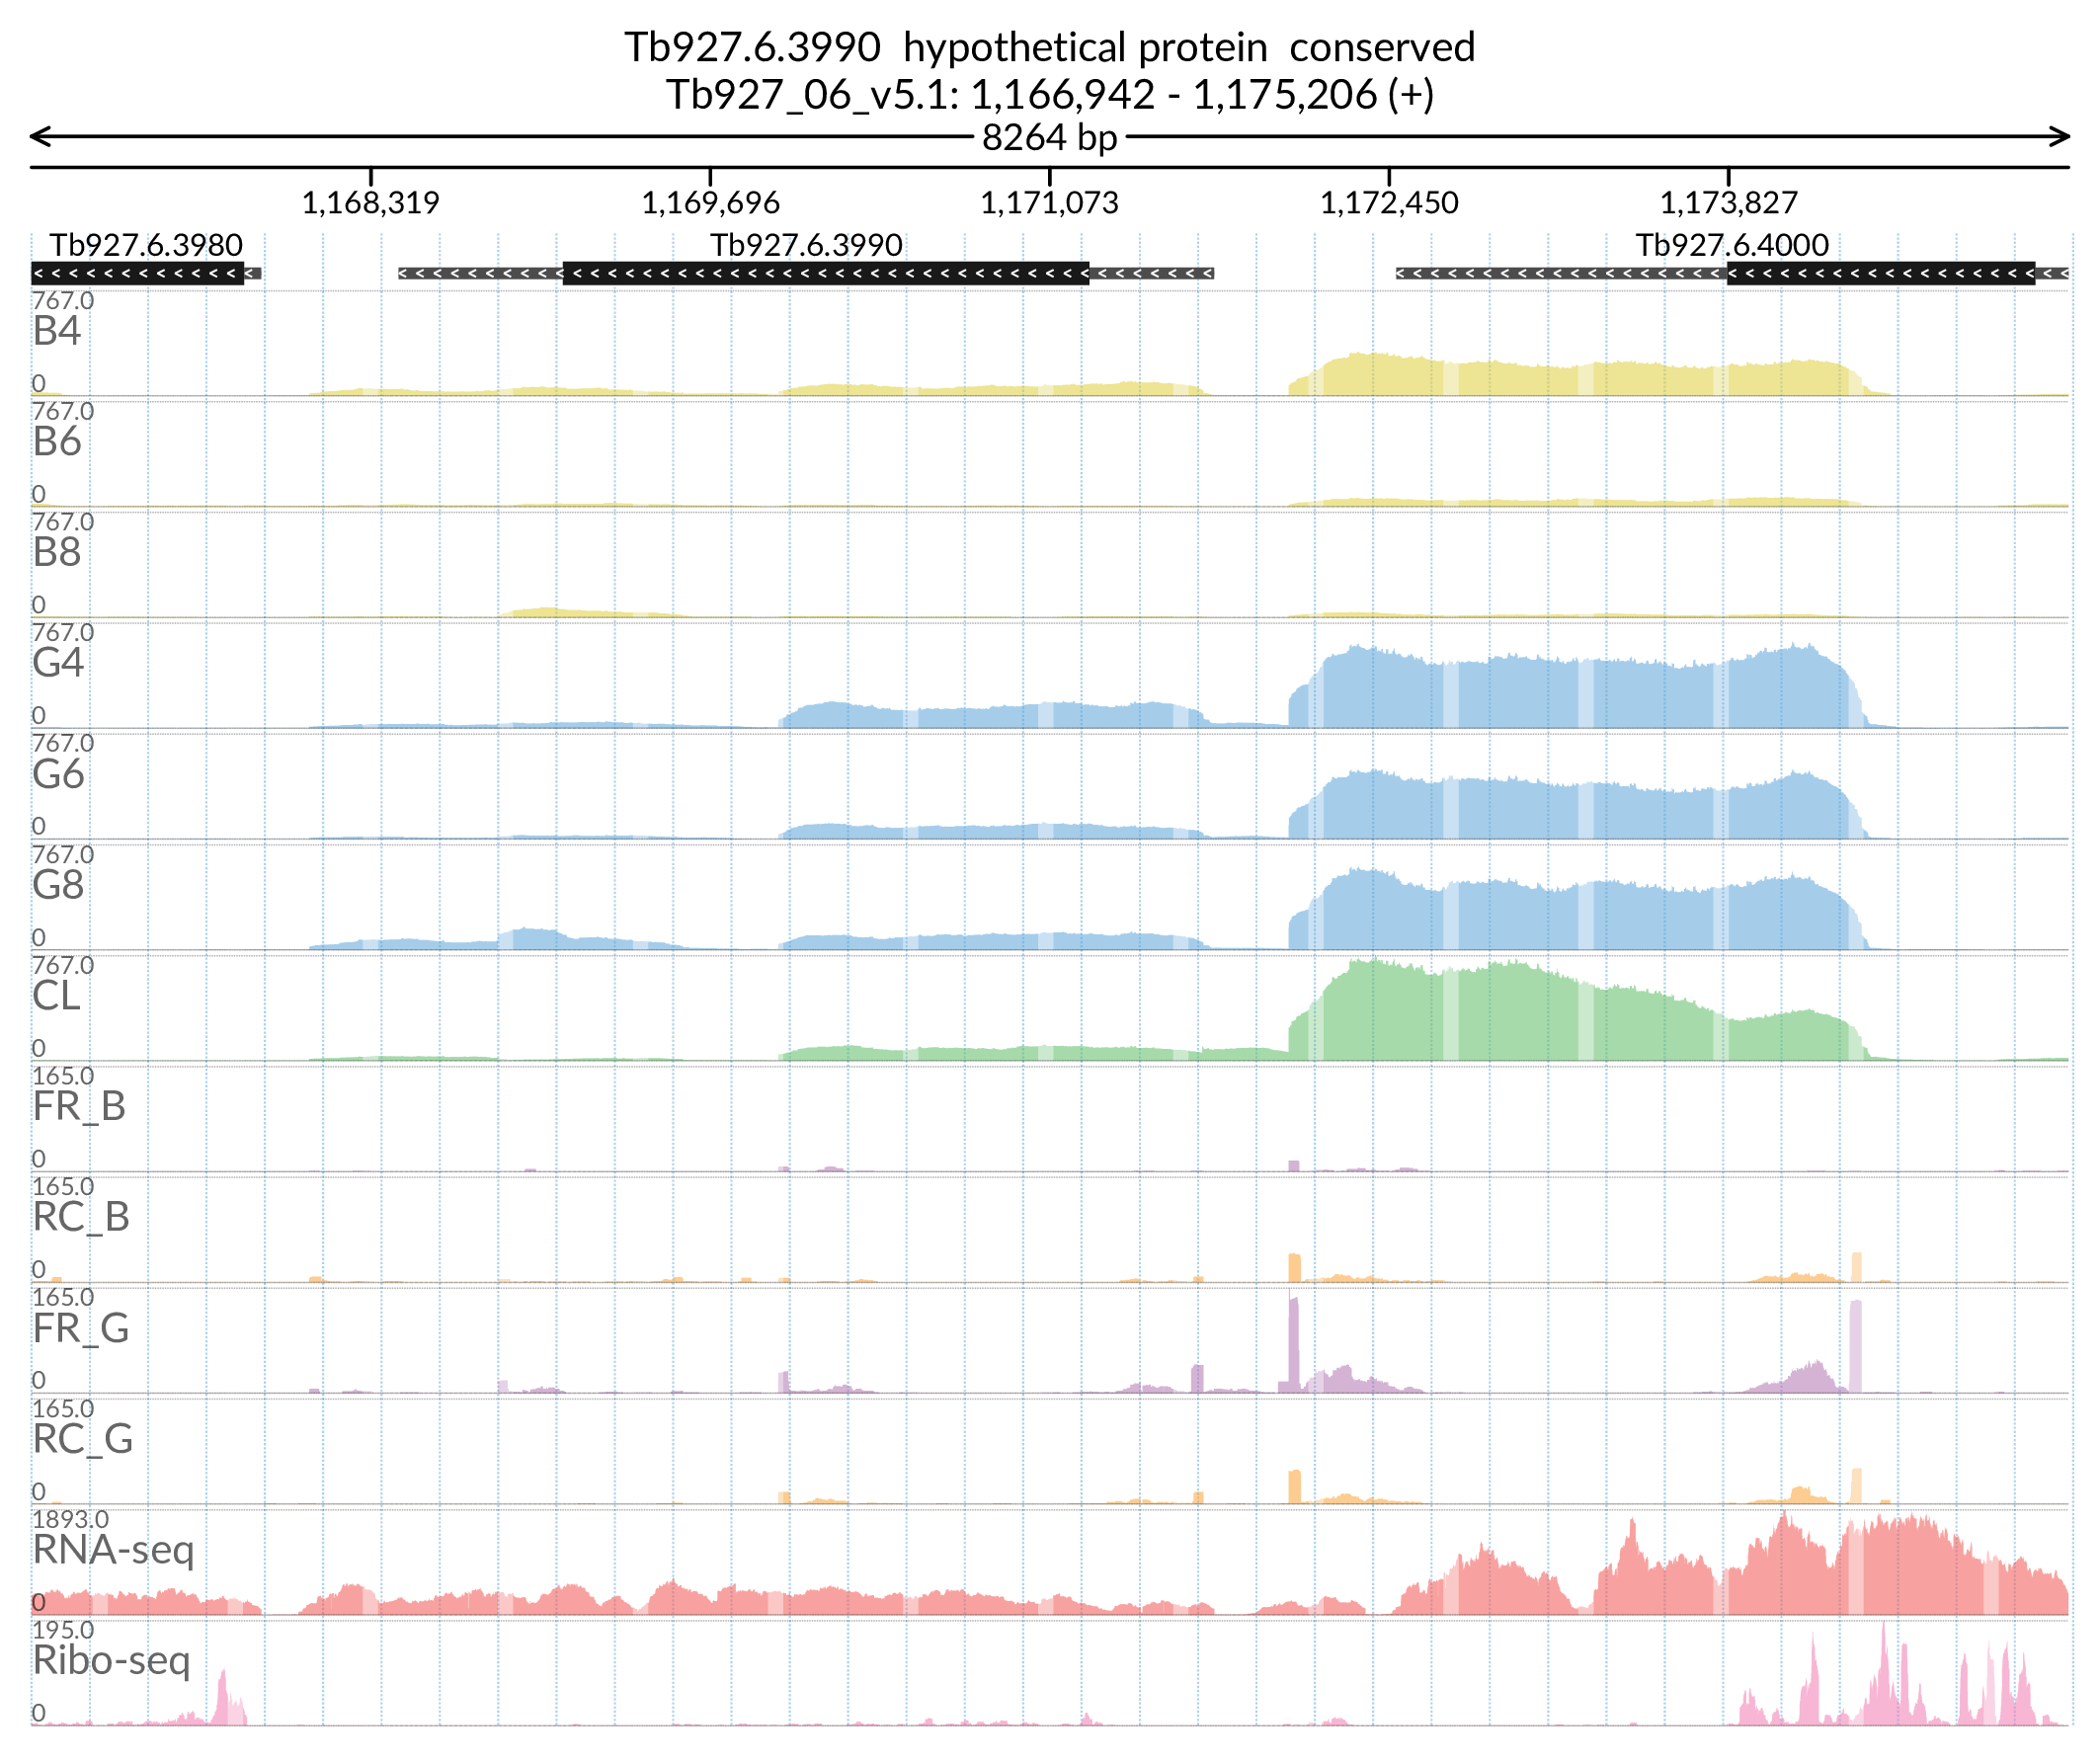 Tb927.6.3990 hypothetical protein conserved
Tb927_06_v5.1: 1,166,942 - 1,175,206 (+)
8264 bp
1,168,319 1,169,696 1,171,073 1,172,450 1,173,827
Tb927.6.3980 Tb927.6.3990 Tb927.6.4000
767.0
B4
0
767.0
B6
0
767.0
B8
0
767.0
G4
0
767.0
G6
0
767.0
G8
0
767.0
CL
0
165.0
FR_B
0
165.0
RC_B
0
165.0
FR_G
0
165.0
RC_G
0
1893.0
RNA-seq
0
195.0
Ribo-seq
0